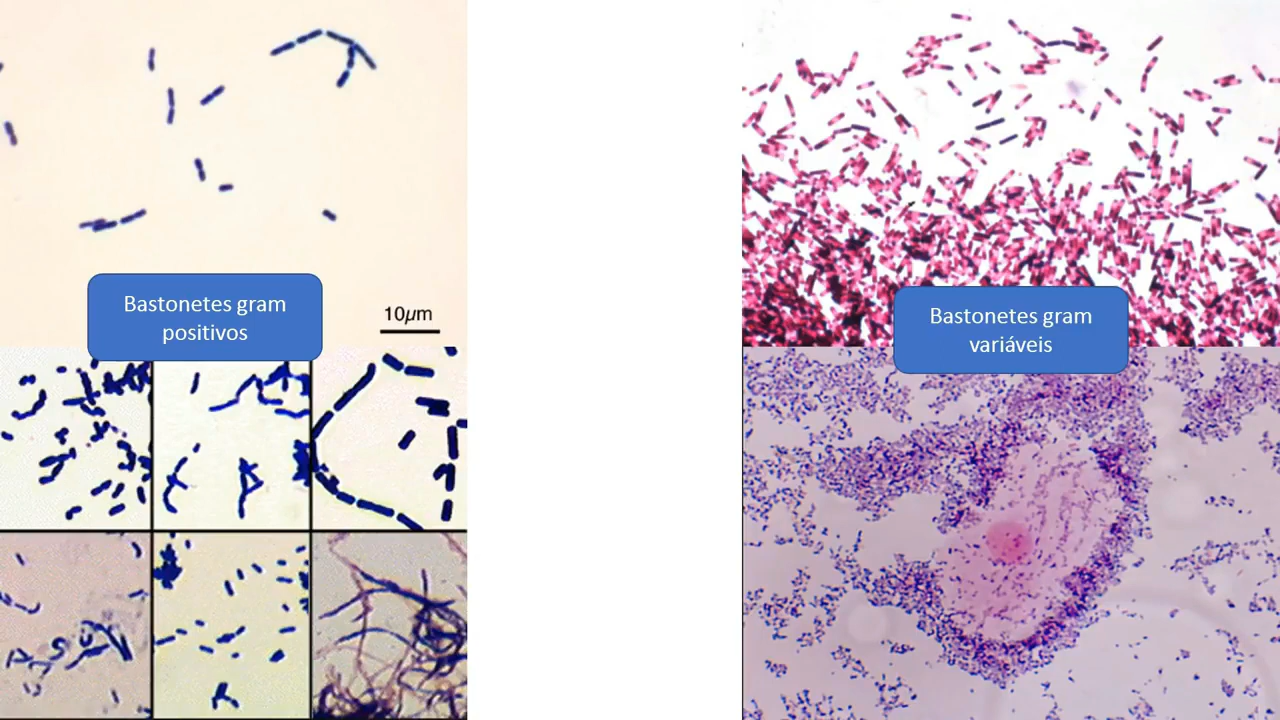 Bastonetes gram
positivos
10µm
Bastonetes gram
variáveis